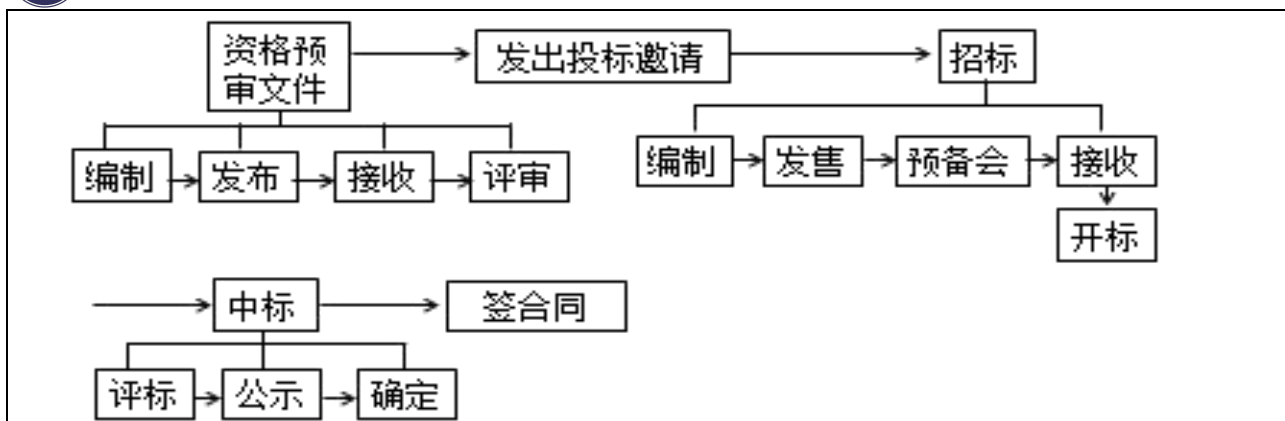 资格预
审文件
发出投标邀请
招标
编制
发布
接收
评审
编制
发售
预备会
接收
开标
中标
签合同
评标
公示
确定